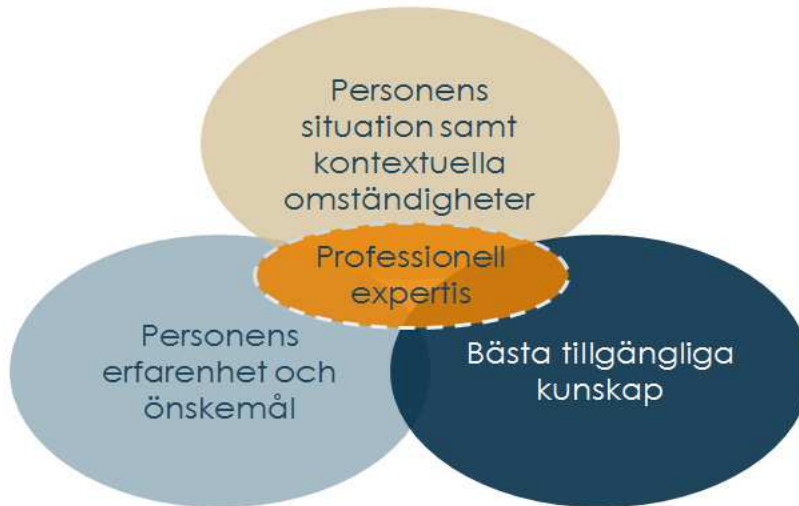 Personens
situation samt
kontextuella
omständigheter
Professionell
expertis
Personens
erfarenhet och
önskemål
Bästa tillgängliga
kunskap